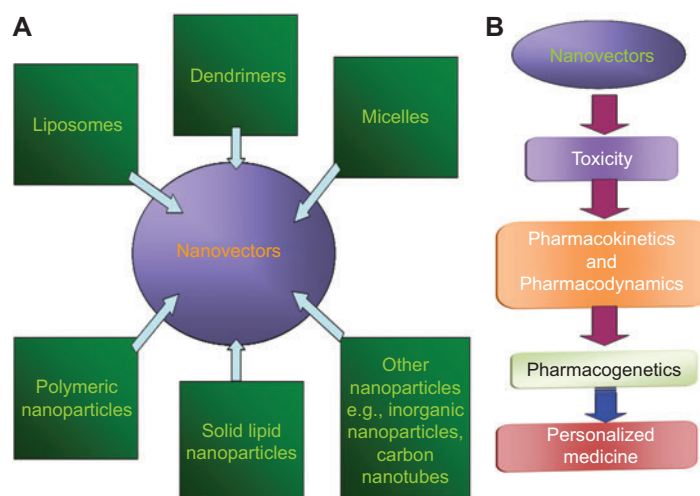 A
Liposomes
Dendrimers
Micelles
Nanovectors
Polymeric
nanoparticles
Solid lipid
nanoparticles
Other
nanoparticles
e.g., inorganic
nanoparticles,
carbon
nanotubes
B
Nanovectors
Toxicity
Pharmacokinetics
and
Pharmacodynamics
Pharmacogenetics
Personalized
medicine